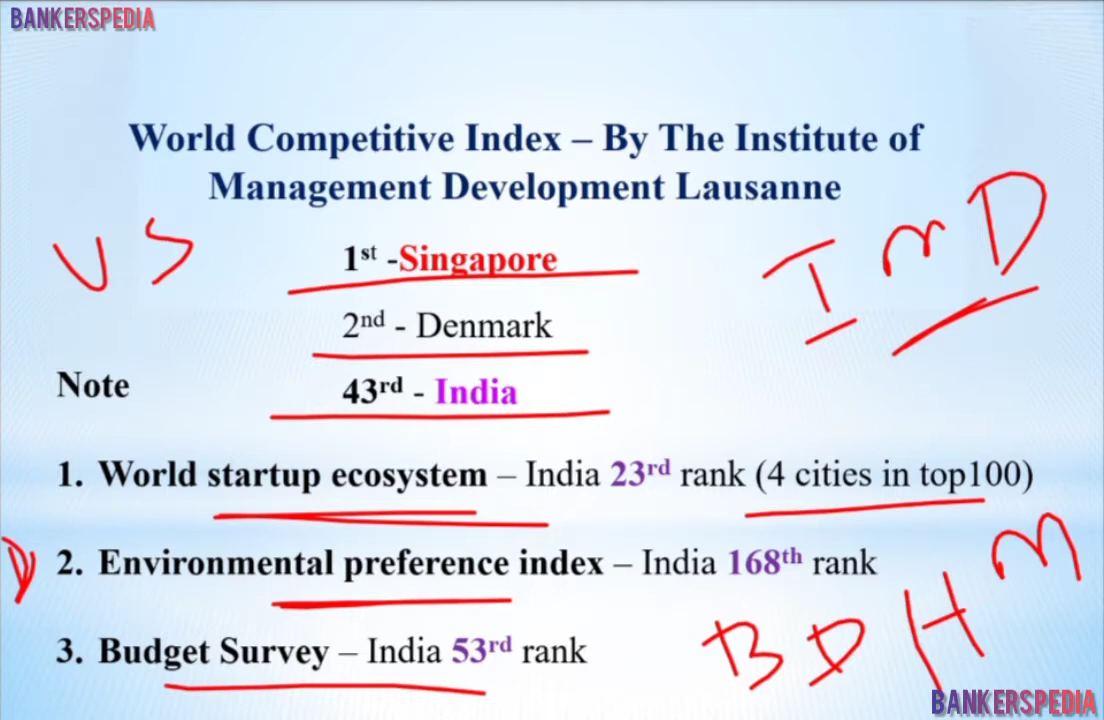 BANKERSPEDIA
World Competitive Index – By The Institute of
Management Development Lausanne
US
IMD
1st -Singapore
2nd - Denmark
Note
43rd - India
1. World startup ecosystem – India 23rd rank (4 cities in top100)
2. Environmental preference index – India 168th rank
3. Budget Survey – India 53rd rank
B D H M
BANKERSPEDIA